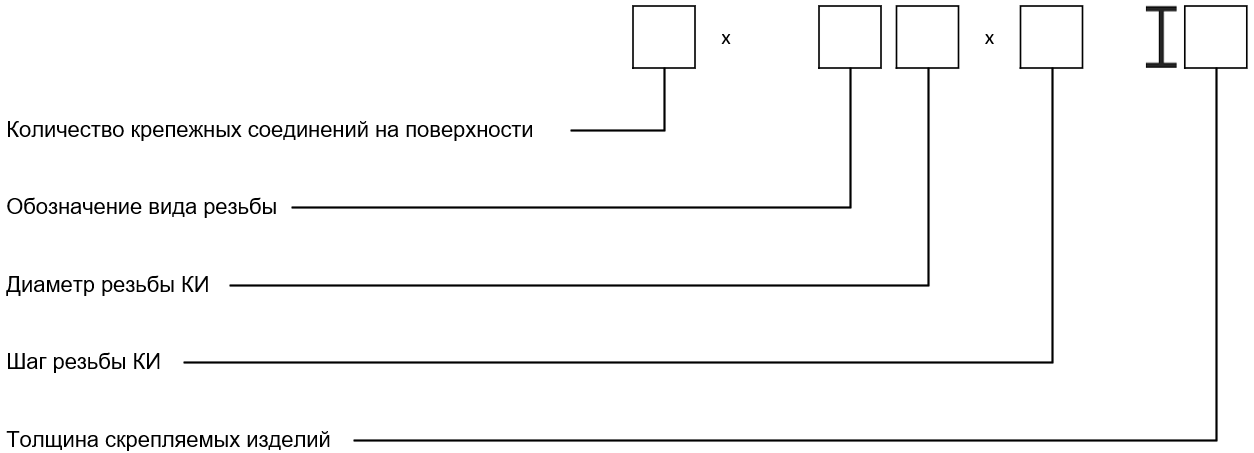 х х
Количество крепежных соединений на поверхности
Обозначение вида резьбы
Диаметр резьбы КИ
Шаг резьбы КИ
Толщина скрепляемых изделий